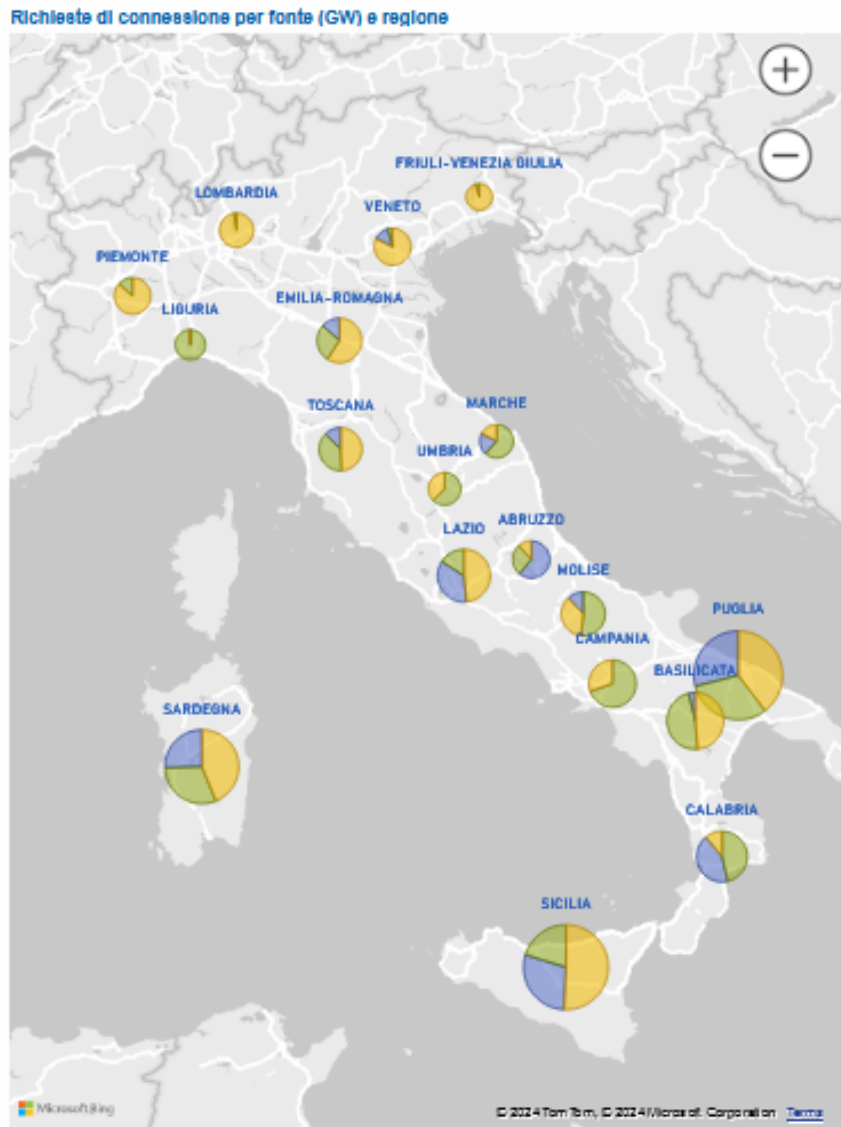 Richieste di connessione per fonte (GW) e regione
FRIULI-VENEZIA GIULIA
LOMBARDIA
VENETO
PIEMONTE
EMILIA-ROMAGNA
LIGURIA
TOSCANA
MARCHE
UMBRIA
ABRUZZO
LAZIO
MOLISE
PUGLIA
CAMPANIA
BASILICATA
SARDEGNA
CALABRIA
SICILIA
Microsoft Bing
© 2024 TomTom, © 2024 Microsoft Corporation Terms